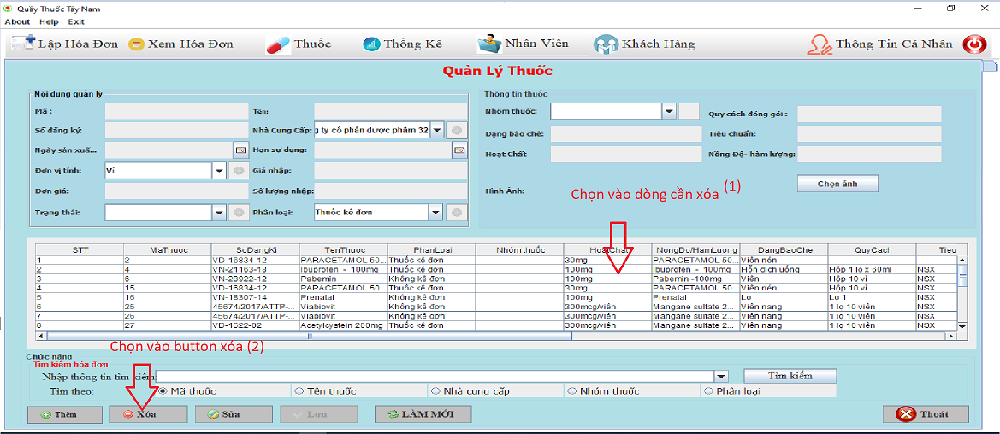 Quầy Thuốc Tây Nam
About Help Exit
Lập Hóa Đơn Xem Hóa Đơn Thuốc Thống Kê Nhân Viên Khách Hàng Thông Tin Cá Nhân
Quản Lý Thuốc
Nội dung quản lý
Mã :
Tên:
Số đăng ký:
Nhà Cung Cấp:
g ty cổ phần dược phẩm 32
Ngày sản xuấ...
Hạn sự dụng:
Đơn vị tính:
Vỉ
Giá nhập:
Đơn giá:
Số lượng nhập:
Trạng thái:
Phân loại:
Thuốc kê đơn
Thông tin thuốc
Nhóm thuốc:
Quy cách đóng gói :
Dạng bào chế:
Tiêu chuẩn:
Hoạt Chất
Nồng Độ- hàm lượng:
Hình Ảnh:
Chọn ảnh
Chọn vào dòng cần xóa (1)
STT MaThuoc SoDangKi TenThuoc PhanLoai Nhóm thuốc HoatChat NongDo/HamLuong DangBaoChe QuyCach Tieu
1 2 VD-16834-12 PARACETAMOL 50... Thuốc kê đơn 30mg PARACETAMOL 50... Viên nén
2 4 VN-21163-18 Ibuprofen - 100mg Thuốc kê đơn 100mg Ibuprofen - 100mg Hỗn dịch uống Hộp 1 lọ x 60ml NSX
3 6 VN-28922-12 Pabemin Không kê đơn 100mg Pabemin -100mg Viên Hộp 10 vỉ NSX
4 15 VD-16834-12 PARACETAMOL 50... Thuốc kê đơn 30mg PARACETAMOL 50... Viên nén Hộp 10 vỉ NSX
5 16 VN-18307-14 Prenatal Không kê đơn 100mg Prenatal Lo Lo 1 NSX
6 25 45674/2017/ATTP-... Viabiovit Không kê đơn 300mcg/viên Mangane sulfate 2... Viên nang 1 lọ 10 viên NSX
7 26 45674/2017/ATTP-... Viabiovit Không kê đơn 300mcg/viên Mangane sulfate 2... Viên nang 1 lọ 10 viên NSX
8 27 VD-1622-02 Acetylcystein 200mg Thuốc kê đơn 300mcg/viên Mangane sulfate 2... Viên nang 1 lọ 10 viên NSX
Chọn vào button xóa (2)
Chức năng
Tìm kiếm hóa đơn
Nhập thông tin tìm kiếm:
Tìm kiếm
Tìm theo: Mã thuốc Tên thuốc Nhà cung cấp Nhóm thuốc Phân loại
Thêm Xóa Sửa Lưu LÀM MỚI Thoát